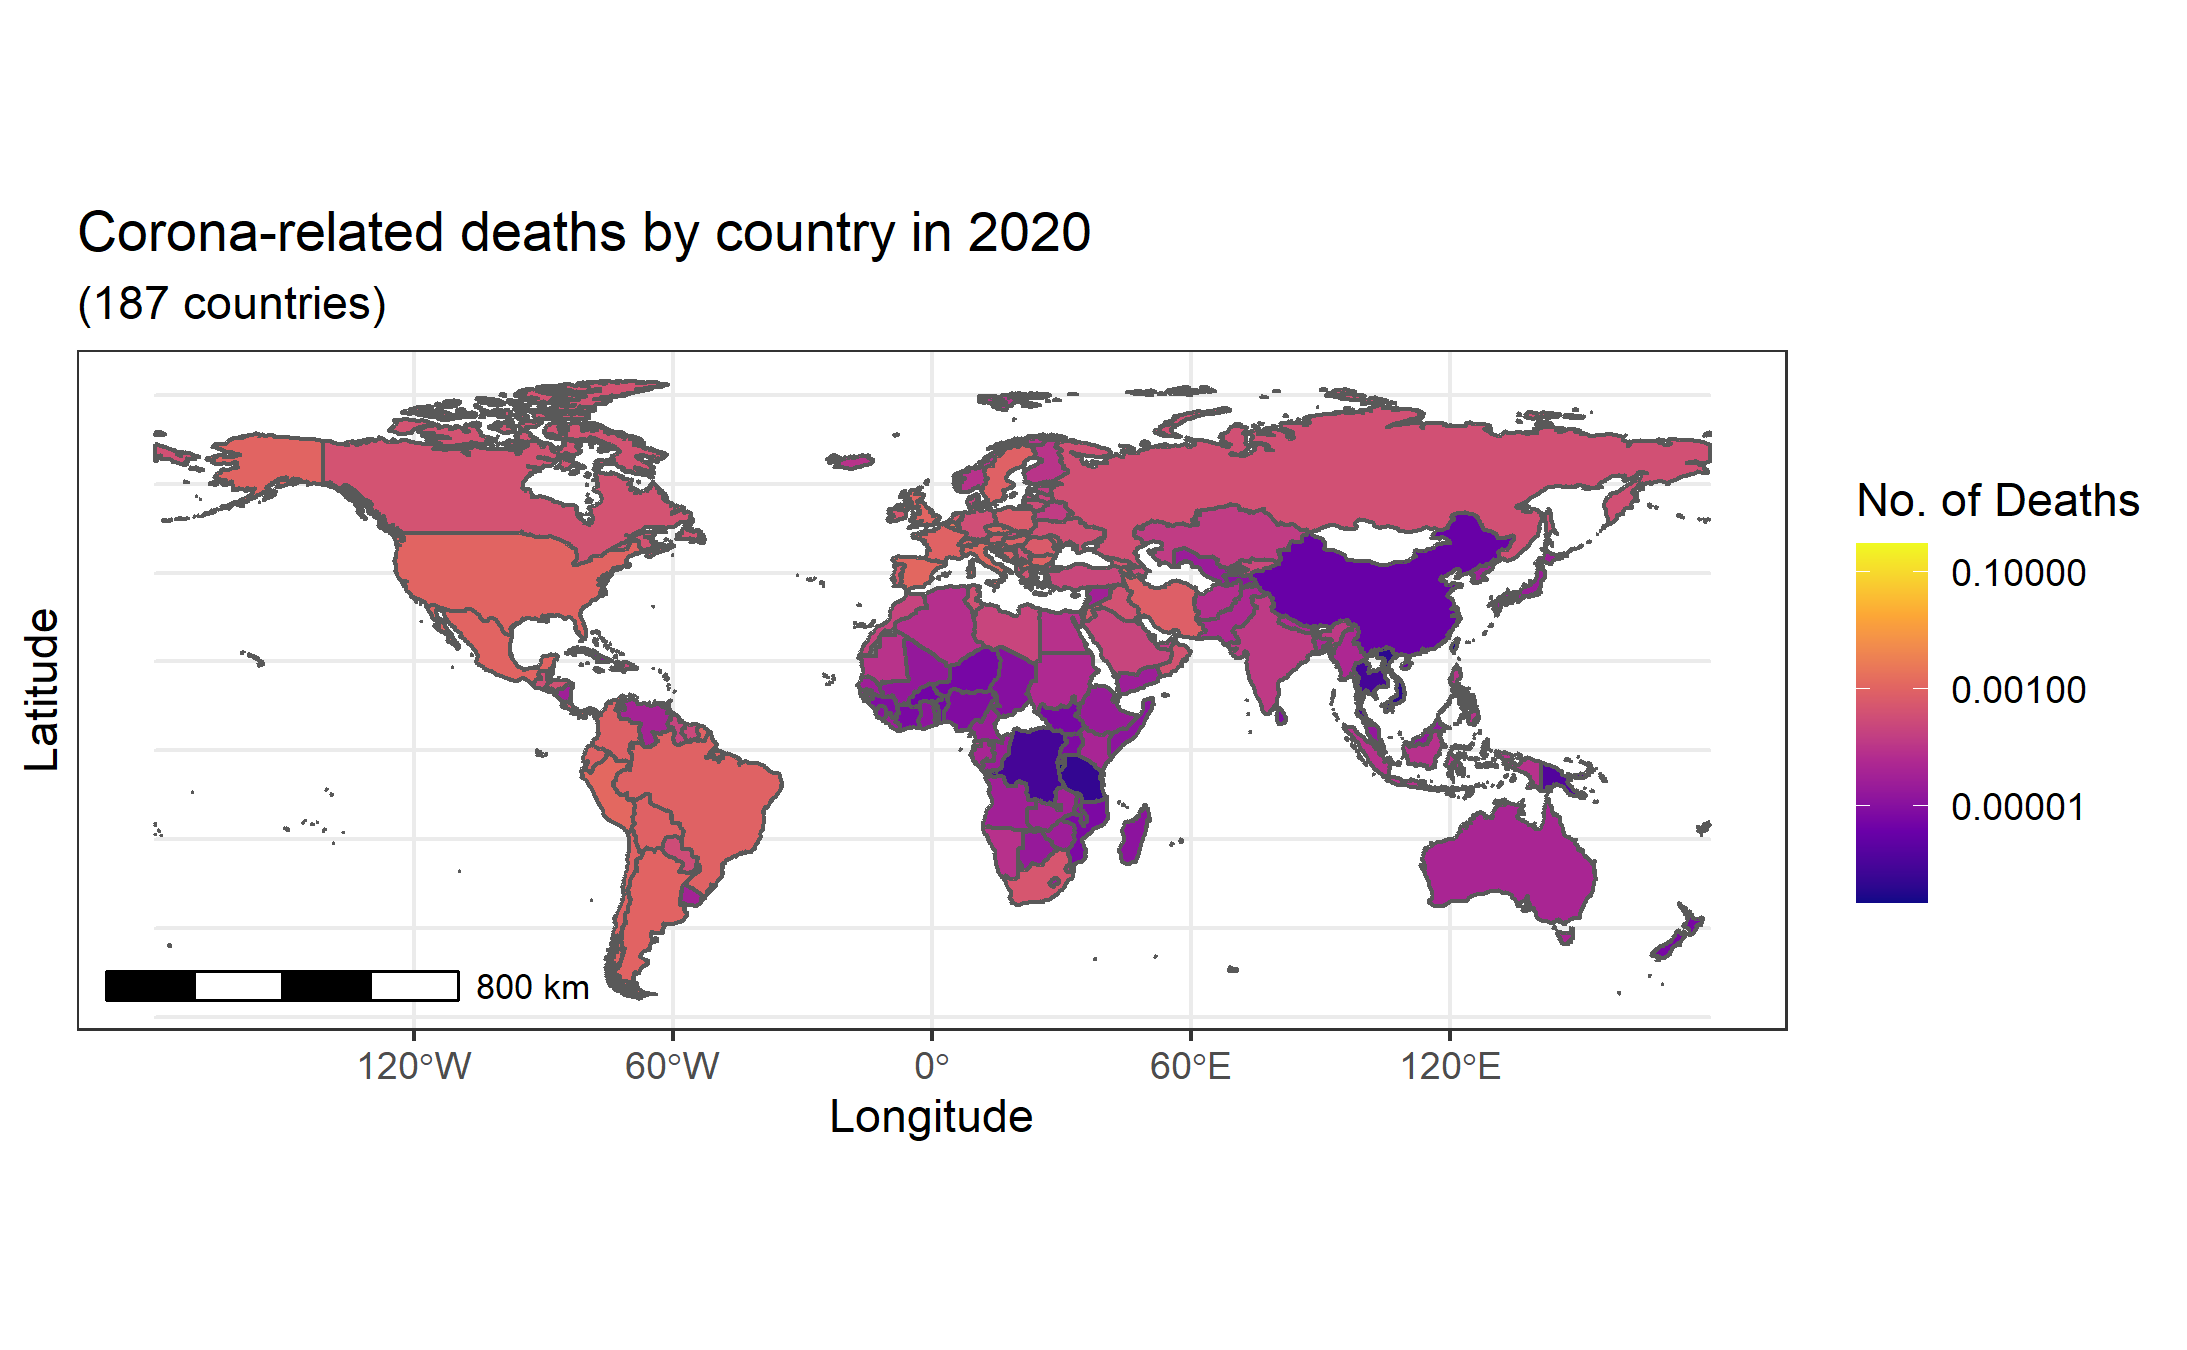 Corona-related deaths by country in 2020
(187 countries)
No. of Deaths
0.10000
0.00100
0.00001
Latitude
800 km
120°W
60°W
0°
60°E
120°E
Longitude